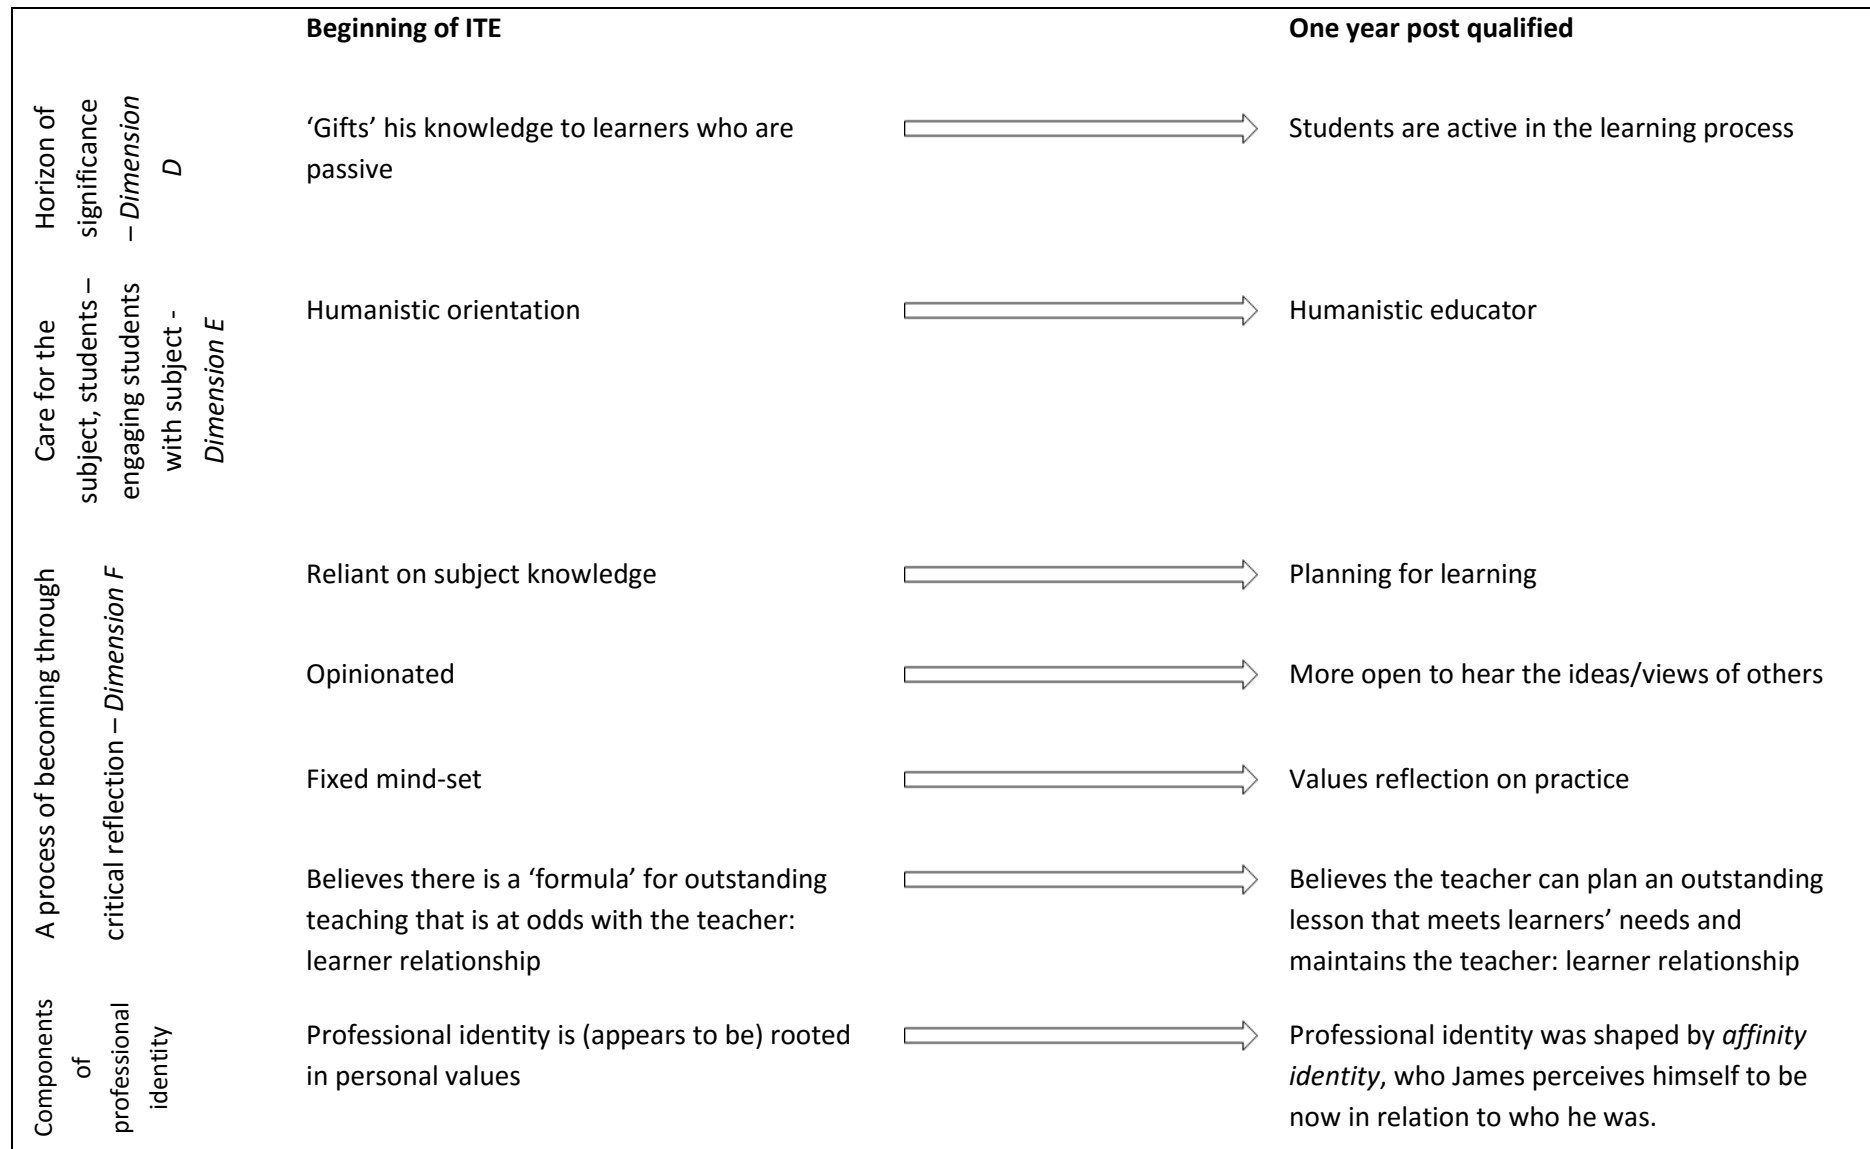 Beginning of ITE
One year post qualified
Horizon of
significance
– Dimension
D
‘Gifts’ his knowledge to learners who are
passive
Students are active in the learning process
Care for the
subject, students –
engaging students
with subject -
Dimension E
Humanistic orientation
Humanistic educator
A process of becoming through
critical reflection – Dimension F
Reliant on subject knowledge
Planning for learning
Opinionated
More open to hear the ideas/views of others
Fixed mind-set
Values reflection on practice
Believes there is a ‘formula’ for outstanding
teaching that is at odds with the teacher:
learner relationship
Believes the teacher can plan an outstanding
lesson that meets learners’ needs and
maintains the teacher: learner relationship
Components
of
professional
identity
Professional identity is (appears to be) rooted
in personal values
Professional identity was shaped by affinity
identity, who James perceives himself to be
now in relation to who he was.